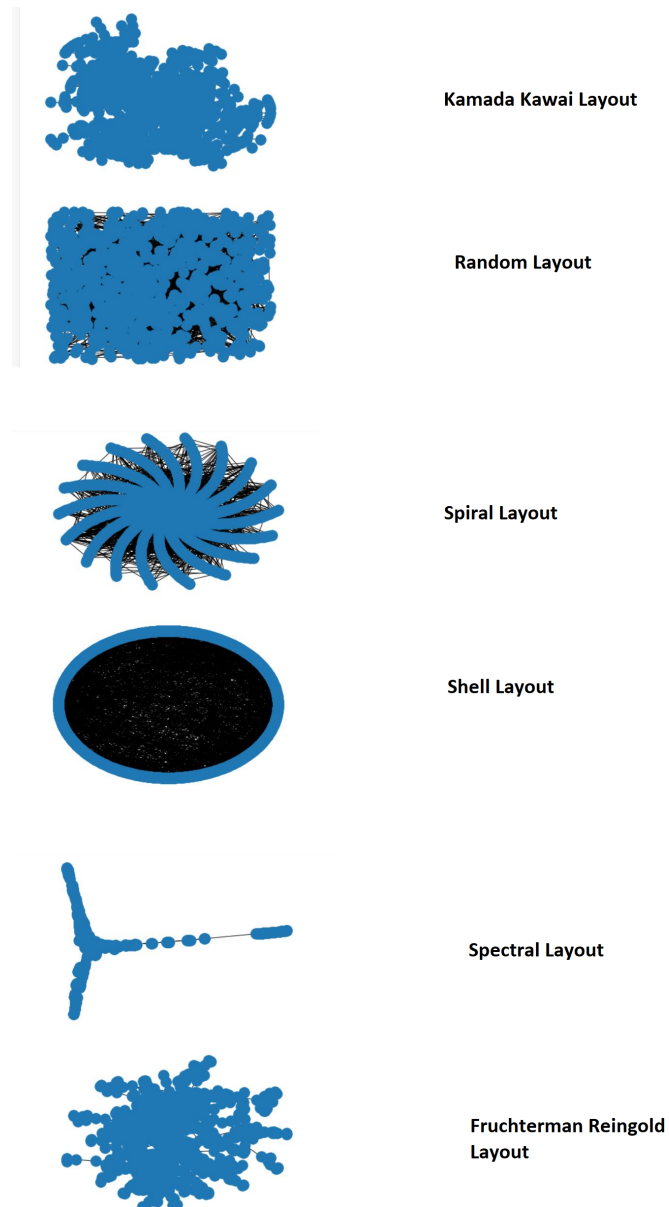 Kamada Kawai Layout
Random Layout
Spiral Layout
Shell Layout
Spectral Layout
Fruchterman Reingold
Layout